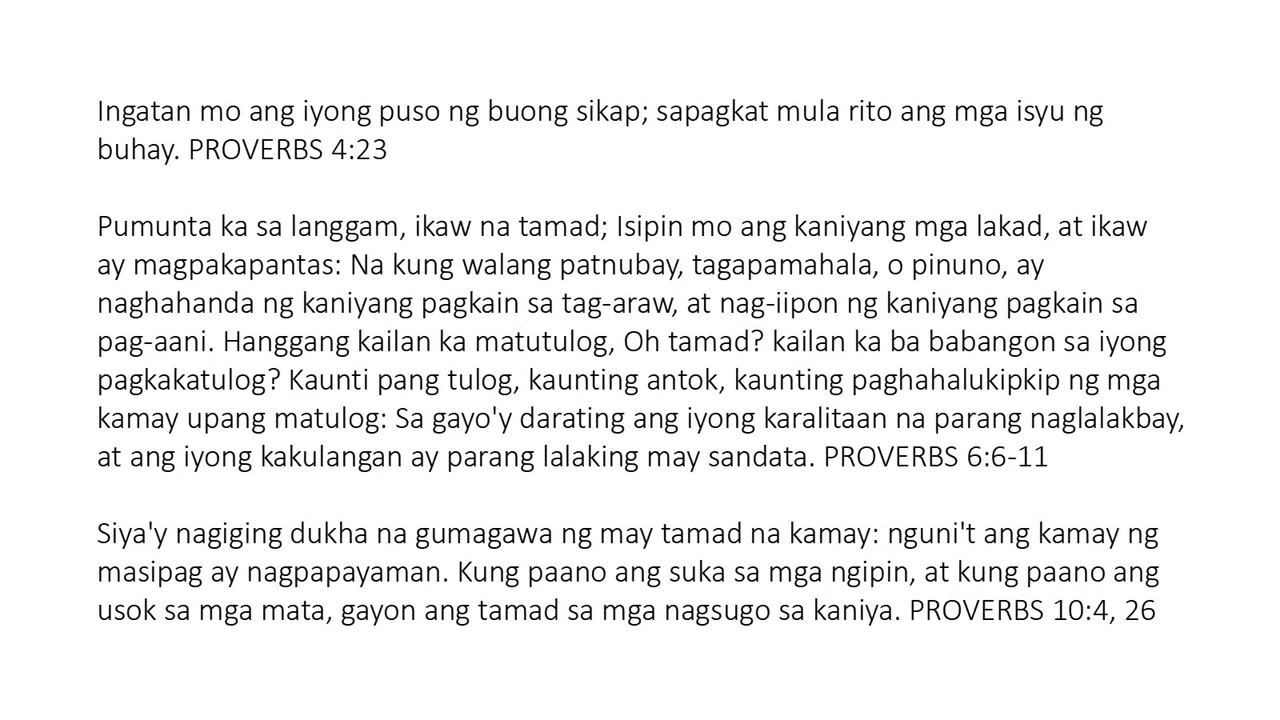 Ingatan mo ang iyong puso ng buong sikap; sapagkat mula rito ang mga isyu ng
buhay. PROVERBS 4:23
Pumunta ka sa langgam, ikaw na tamad; Isipin mo ang kaniyang mga lakad, at ikaw
ay magpakapantas: Na kung walang patnubay, tagapamahala, o pinuno, ay
naghahanda ng kaniyang pagkain sa tag-araw, at nag-iipon ng kaniyang pagkain sa
pag-aani. Hanggang kailan ka matutulog, Oh tamad? kailan ka ba babangon sa iyong
pagkakatulog? Kaunti pang tulog, kaunting antok, kaunting paghahalukipkip ng mga
kamay upang matulog: Sa gayo'y darating ang iyong karalitaan na parang naglalakbay,
at ang iyong kakulangan ay parang lalaking may sandata. PROVERBS 6:6-11
Siya'y nagiging dukha na gumagawa ng may tamad na kamay: nguni't ang kamay ng
masipag ay nagpapayaman. Kung paano ang suka sa mga ngipin, at kung paano ang
usok sa mga mata, gayon ang tamad sa mga nagsugo sa kaniya. PROVERBS 10:4, 26